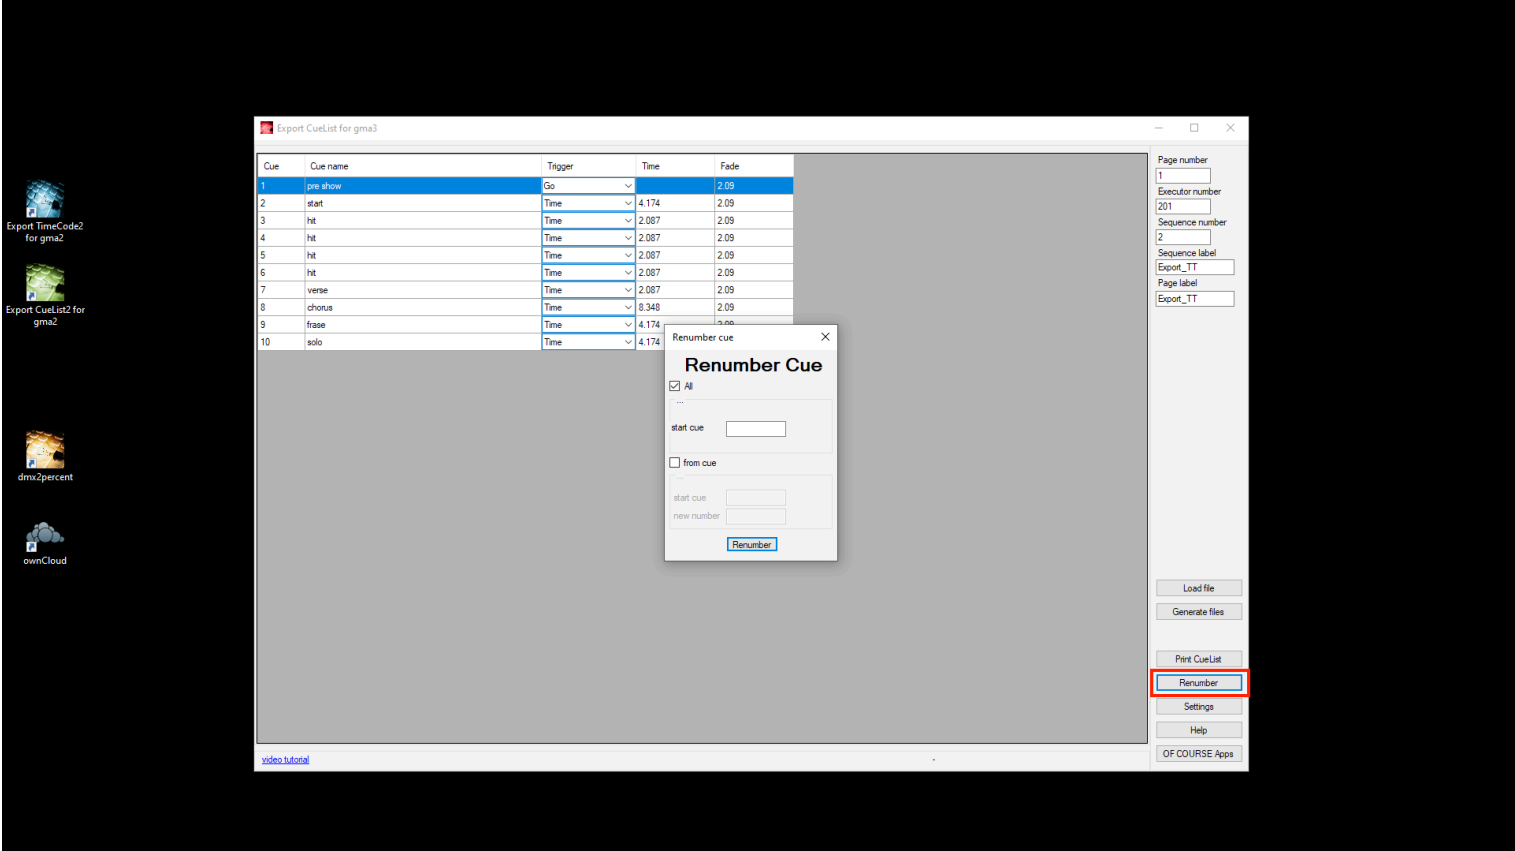 Export TimeCode2
for gma2
Export CueList2 for
gma2
dmx2percent
ownCloud
Export CueList for gma3
Cue Cue name Trigger Time Fade
1 pre show Go 2.09
2 start Time 4.174 2.09
3 hit Time 2.087 2.09
4 hit Time 2.087 2.09
5 hit Time 2.087 2.09
6 hit Time 2.087 2.09
7 verse Time 2.087 2.09
8 chorus Time 8.348 2.09
9 frase Time 4.174 2.09
10 solo Time 4.174
Renumber cue
Renumber Cue
All
...
start cue
from cue
...
start cue
new number
Renumber
Page number
1
Executor number
201
Sequence number
2
Sequence label
Export_TT
Page label
Export_TT
Load file
Generate files
Print CueList
Renumber
Settings
Help
OF COURSE Apps
video tutorial
-